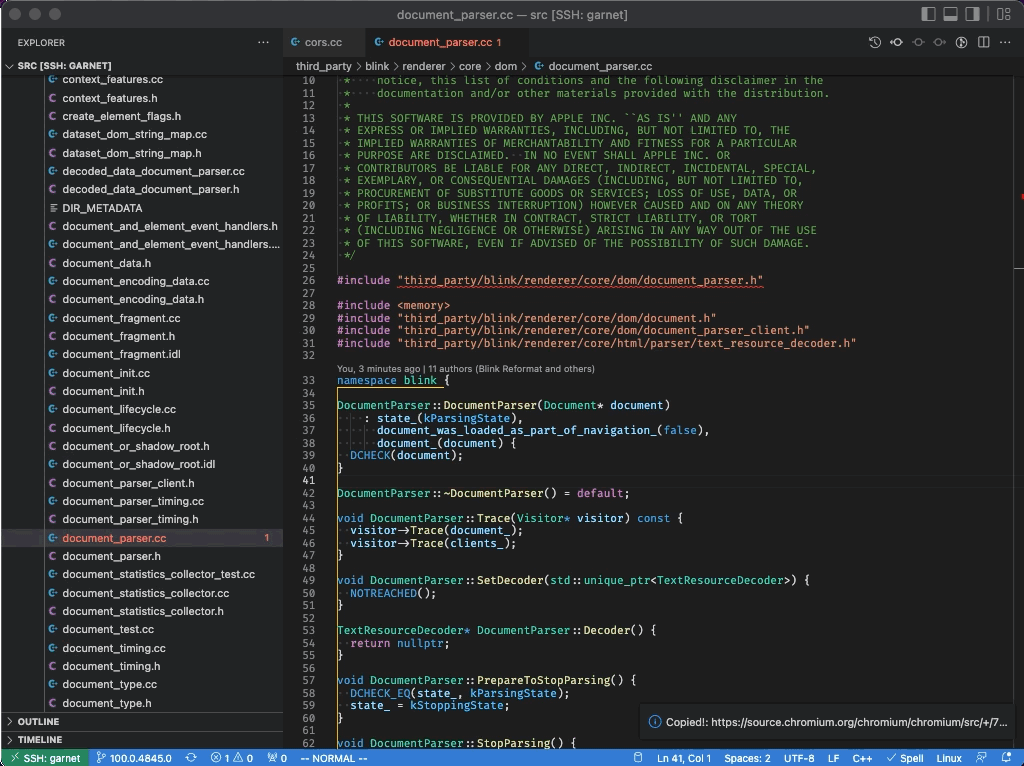 document_parser.cc — src [SSH: garnet]
EXPLORER
SRC [SSH: GARNET]
context_features.cc
context_features.h
create_element_flags.h
dataset_dom_string_map.cc
dataset_dom_string_map.h
decoded_data_document_parser.cc
decoded_data_document_parser.h
DIR_METADATA
document_and_element_event_handlers.h
document_and_element_event_handlers....
document_data.h
document_encoding_data.cc
document_encoding_data.h
document_fragment.cc
document_fragment.h
document_fragment.idl
document_init.cc
document_init.h
document_lifecycle.cc
document_lifecycle.h
document_or_shadow_root.h
document_or_shadow_root.idl
document_parser_client.h
document_parser_timing.cc
document_parser_timing.h
document_parser.cc 1
document_parser.h
document_statistics_collector_test.cc
document_statistics_collector.cc
document_statistics_collector.h
document_test.cc
document_timing.cc
document_timing.h
document_type.cc
document_type.h
OUTLINE
TIMELINE
cors.cc
document_parser.cc 1
third_party > blink > renderer > core > dom > document_parser.cc
10 * notice, this list of conditions and the following disclaimer in the
11 * documentation and/or other materials provided with the distribution.
12 *
13 * THIS SOFTWARE IS PROVIDED BY APPLE INC. ``AS IS'' AND ANY
14 * EXPRESS OR IMPLIED WARRANTIES, INCLUDING, BUT NOT LIMITED TO, THE
15 * IMPLIED WARRANTIES OF MERCHANTABILITY AND FITNESS FOR A PARTICULAR
16 * PURPOSE ARE DISCLAIMED. IN NO EVENT SHALL APPLE INC. OR
17 * CONTRIBUTORS BE LIABLE FOR ANY DIRECT, INDIRECT, INCIDENTAL, SPECIAL,
18 * EXEMPLARY, OR CONSEQUENTIAL DAMAGES (INCLUDING, BUT NOT LIMITED TO,
19 * PROCUREMENT OF SUBSTITUTE GOODS OR SERVICES; LOSS OF USE, DATA, OR
20 * PROFITS; OR BUSINESS INTERRUPTION) HOWEVER CAUSED AND ON ANY THEORY
21 * OF LIABILITY, WHETHER IN CONTRACT, STRICT LIABILITY, OR TORT
22 * (INCLUDING NEGLIGENCE OR OTHERWISE) ARISING IN ANY WAY OUT OF THE USE
23 * OF THIS SOFTWARE, EVEN IF ADVISED OF THE POSSIBILITY OF SUCH DAMAGE.
24 */
25
26 #include "third_party/blink/renderer/core/dom/document_parser.h"
27
28 #include <memory>
29 #include "third_party/blink/renderer/core/dom/document.h"
30 #include "third_party/blink/renderer/core/dom/document_parser_client.h"
31 #include "third_party/blink/renderer/core/html/parser/text_resource_decoder.h"
32
You, 3 minutes ago | 11 authors (Blink Reformat and others)
33 namespace blink {
34
35 DocumentParser::DocumentParser(Document* document)
36 : state_(kParsingState),
37 document_was_loaded_as_part_of_navigation_(false),
38 document_(document) {
39 DCHECK(document);
40 }
41
42 DocumentParser::~DocumentParser() = default;
43
44 void DocumentParser::Trace(Visitor* visitor) const {
45 visitor->Trace(document_);
46 visitor->Trace(clients_);
47 }
48
49 void DocumentParser::SetDecoder(std::unique_ptr<TextResourceDecoder>) {
50 NOTREACHED();
51 }
52
53 TextResourceDecoder* DocumentParser::Decoder() {
54 return nullptr;
55 }
56
57 void DocumentParser::PrepareToStopParsing() {
58 DCHECK_EQ(state_, kParsingState);
59 state_ = kStoppingState;
60 }
61
62 void DocumentParser::StopParsing() {
Copied!: https://source.chromium.org/chromium/chromium/src/+/7...
SSH: garnet 100.0.4845.0 1 0 0 -- NORMAL -- Ln 41, Col 1 Spaces: 2 UTF-8 LF C++ Spell Linux